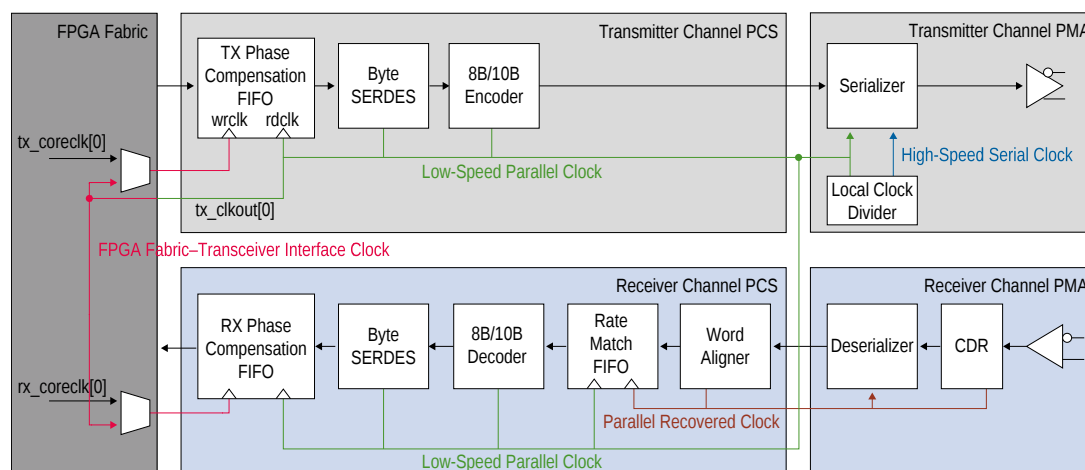 FPGA Fabric
Transmitter Channel PCS
Transmitter Channel PMA
TX Phase
Compensation
FIFO
wrclk rdclk
Byte
SERDES
8B/10B
Encoder
Serializer
tx_coreclk[0]
Low-Speed Parallel Clock
High-Speed Serial Clock
Local Clock
Divider
tx_clkout[0]
FPGA Fabric–Transceiver Interface Clock
Receiver Channel PCS
Receiver Channel PMA
RX Phase
Compensation
FIFO
Byte
SERDES
8B/10B
Decoder
Rate
Match
FIFO
Word
Aligner
Deserializer
CDR
rx_coreclk[0]
Parallel Recovered Clock
Low-Speed Parallel Clock